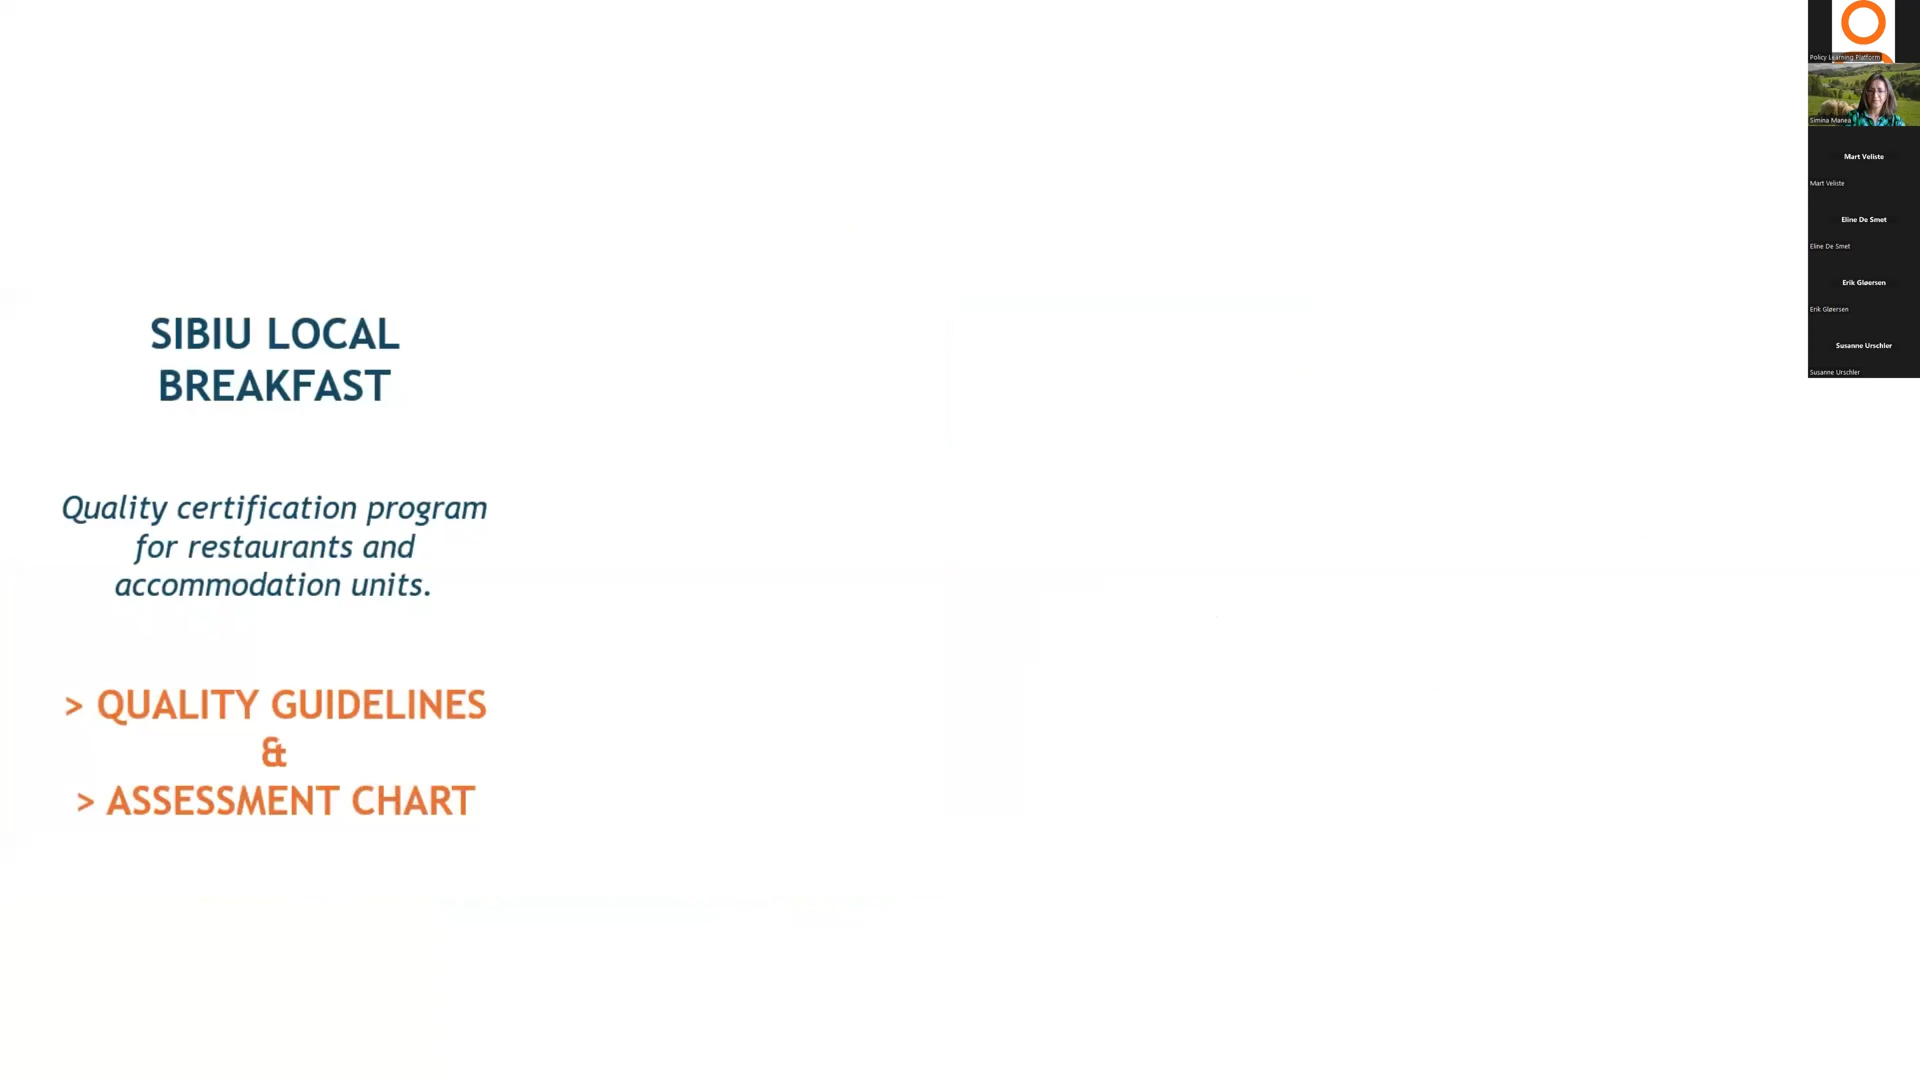 SIBIU LOCAL
BREAKFAST
Quality certification program
for restaurants and
accommodation units.
> QUALITY GUIDELINES
&
> ASSESSMENT CHART
Policy Learning Platform
Simina Manea
Mart Veliste
Mart Veliste
Eline De Smet
Eline De Smet
Erik Gløersen
Erik Gløersen
Susanne Urschler
Susanne Urschler